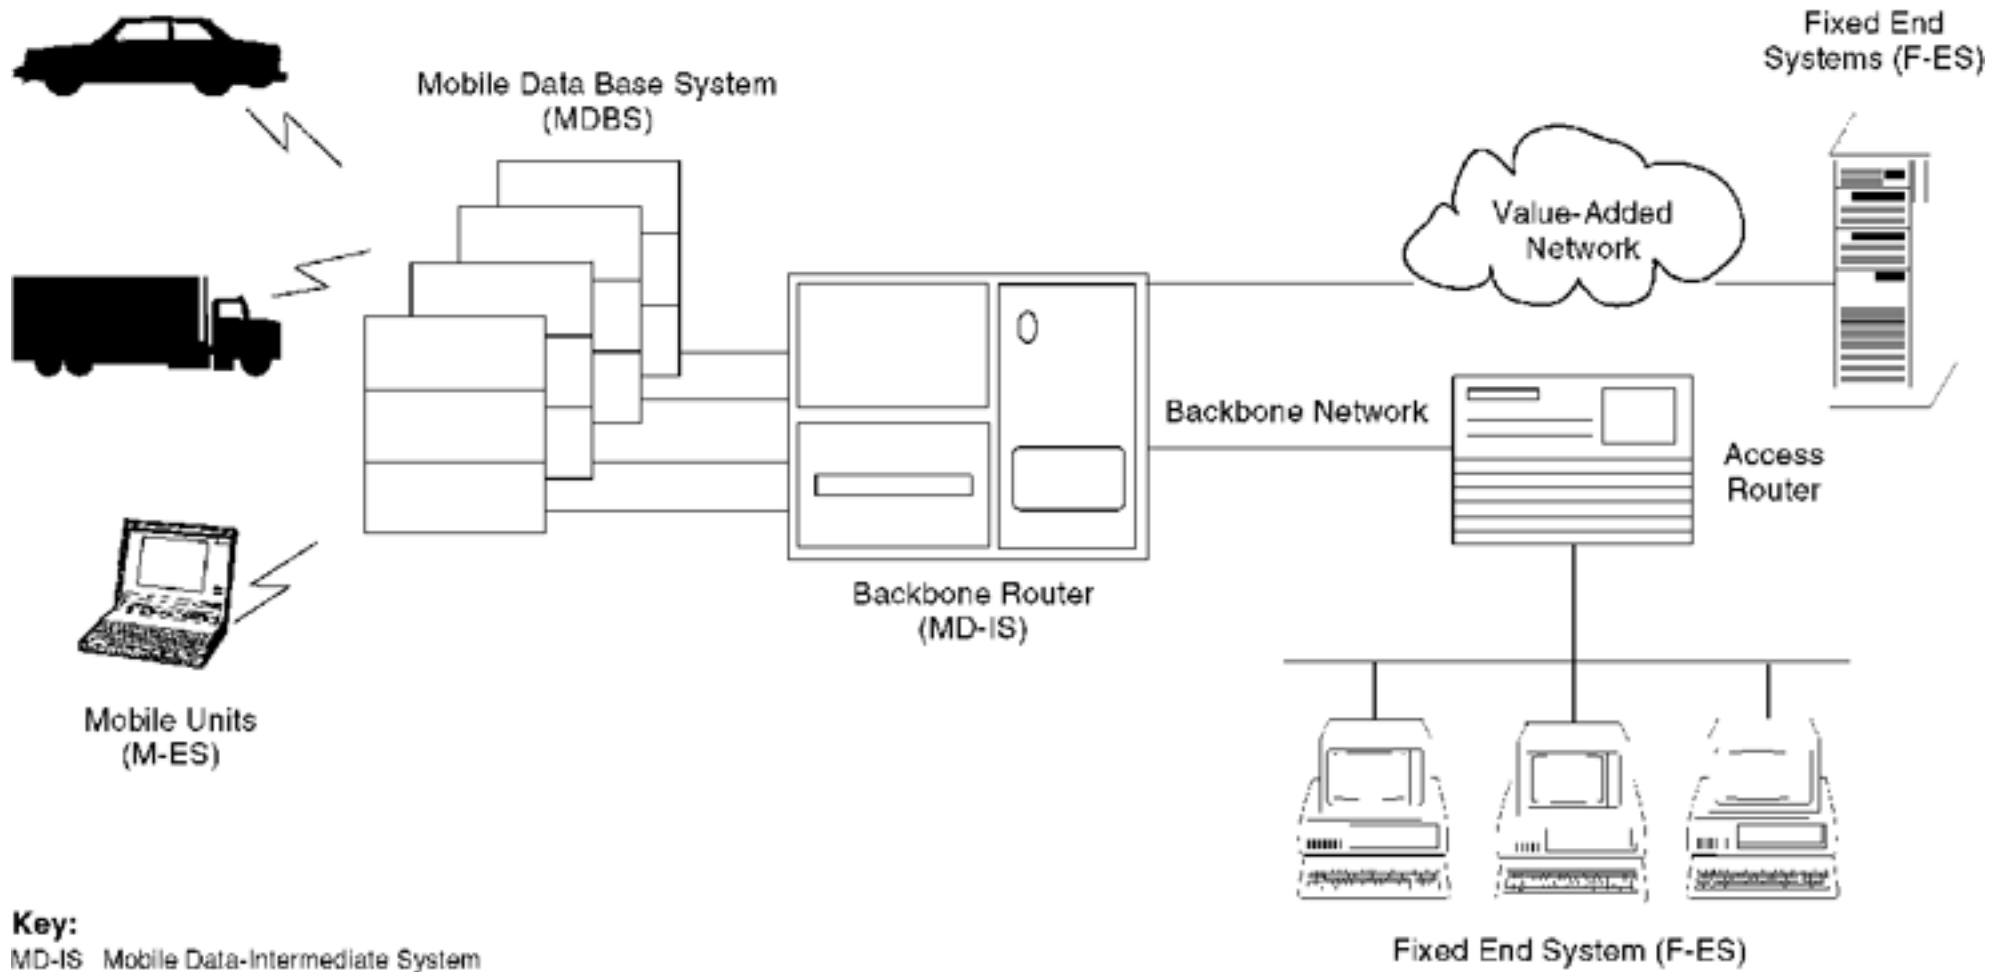 Fixed End
Systems (F-ES)
Mobile Data Base System
(MDBS)
Value-Added
Network
Backbone Network
Access
Router
Backbone Router
(MD-IS)
Mobile Units
(M-ES)
Fixed End System (F-ES)
Key:
MD-IS Mobile Data-Intermediate System